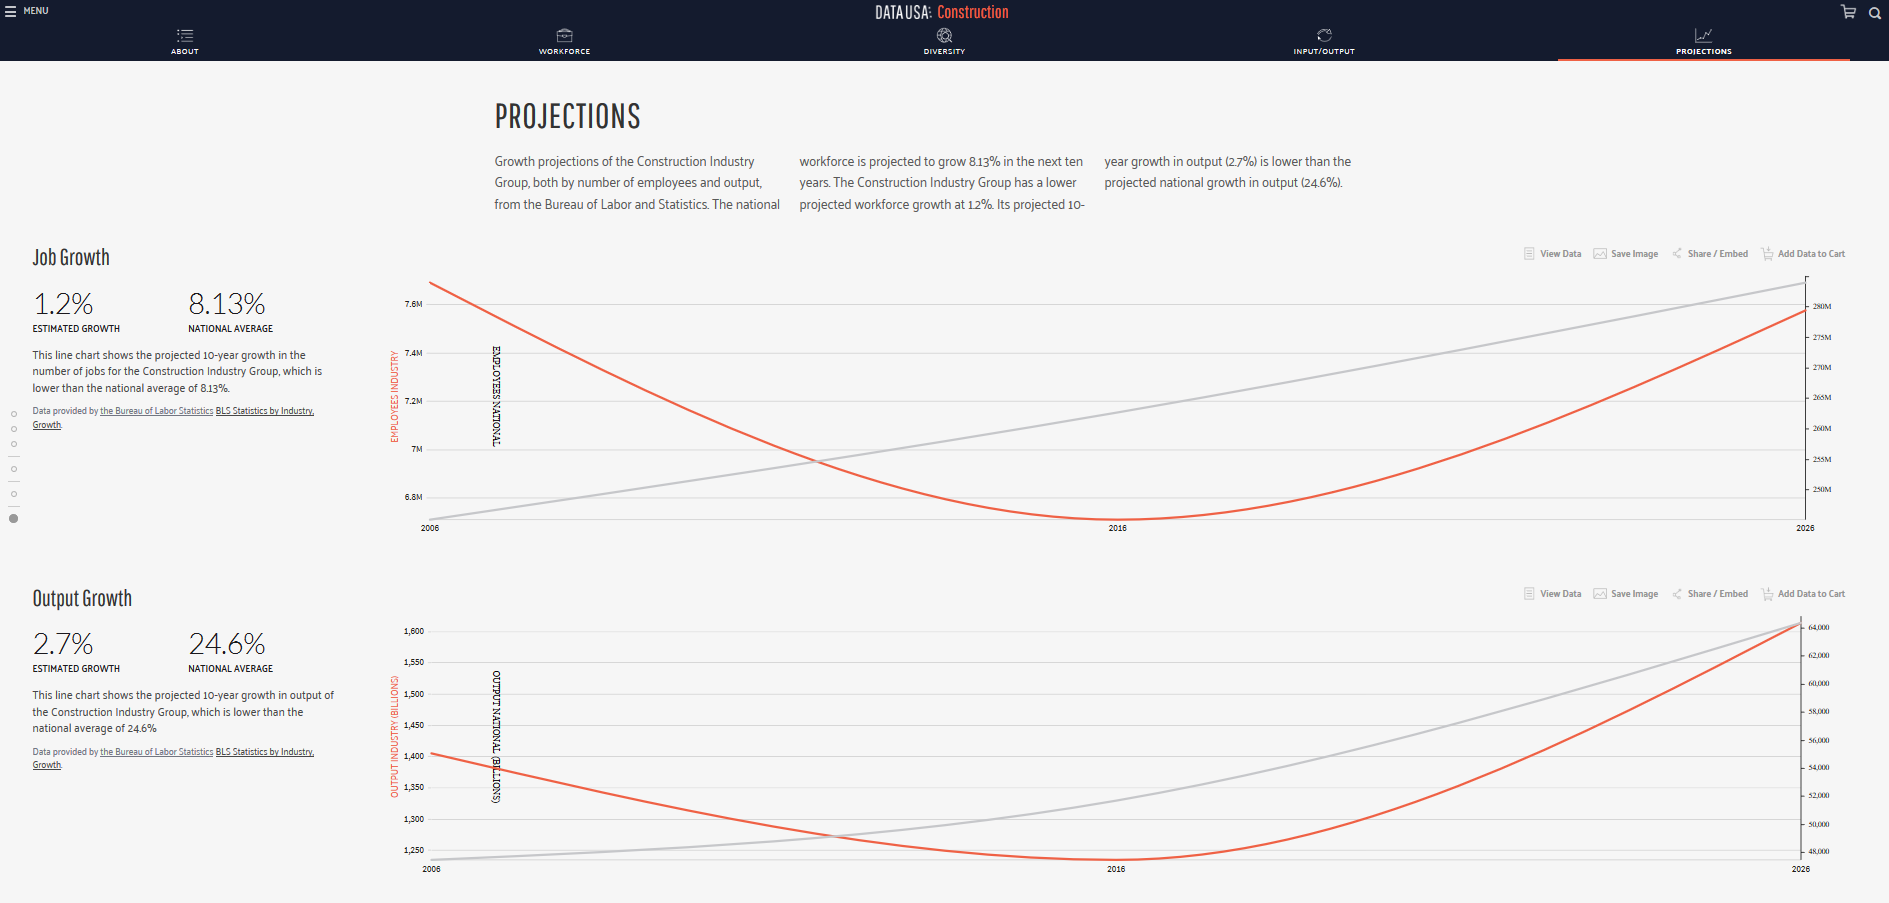 MENU
DATAUSA: Construction
ABOUT
WORKFORCE
DIVERSITY
INPUT/OUTPUT
PROJECTIONS
PROJECTIONS
Growth projections of the Construction Industry
Group, both by number of employees and output,
from the Bureau of Labor and Statistics. The national
workforce is projected to grow 8.13% in the next ten
years. The Construction Industry Group has a lower
projected workforce growth at 1.2%. Its projected 10-
year growth in output (2.7%) is lower than the
projected national growth in output (24.6%).
Job Growth
1.2%
ESTIMATED GROWTH
8.13%
NATIONAL AVERAGE
This line chart shows the projected 10-year growth in the
number of jobs for the Construction Industry Group, which is
lower than the national average of 8.13%.
Data provided by the Bureau of Labor Statistics BLS Statistics by Industry,
Growth.
View Data
Save Image
Share / Embed
Add Data to Cart
EMPLOYEES INDUSTRY
EMPLOYEES NATIONAL
7.6M
7.4M
7.2M
7M
6.8M
280M
275M
270M
265M
260M
255M
250M
2006
2016
2026
Output Growth
2.7%
ESTIMATED GROWTH
24.6%
NATIONAL AVERAGE
This line chart shows the projected 10-year growth in output of
the Construction Industry Group, which is lower than the
national average of 24.6%
Data provided by the Bureau of Labor Statistics BLS Statistics by Industry,
Growth.
View Data
Save Image
Share / Embed
Add Data to Cart
OUTPUT INDUSTRY (BILLIONS)
OUTPUT NATIONAL (BILLIONS)
1,600
1,550
1,500
1,450
1,400
1,350
1,300
1,250
64,000
62,000
60,000
58,000
56,000
54,000
52,000
50,000
48,000
2006
2016
2026